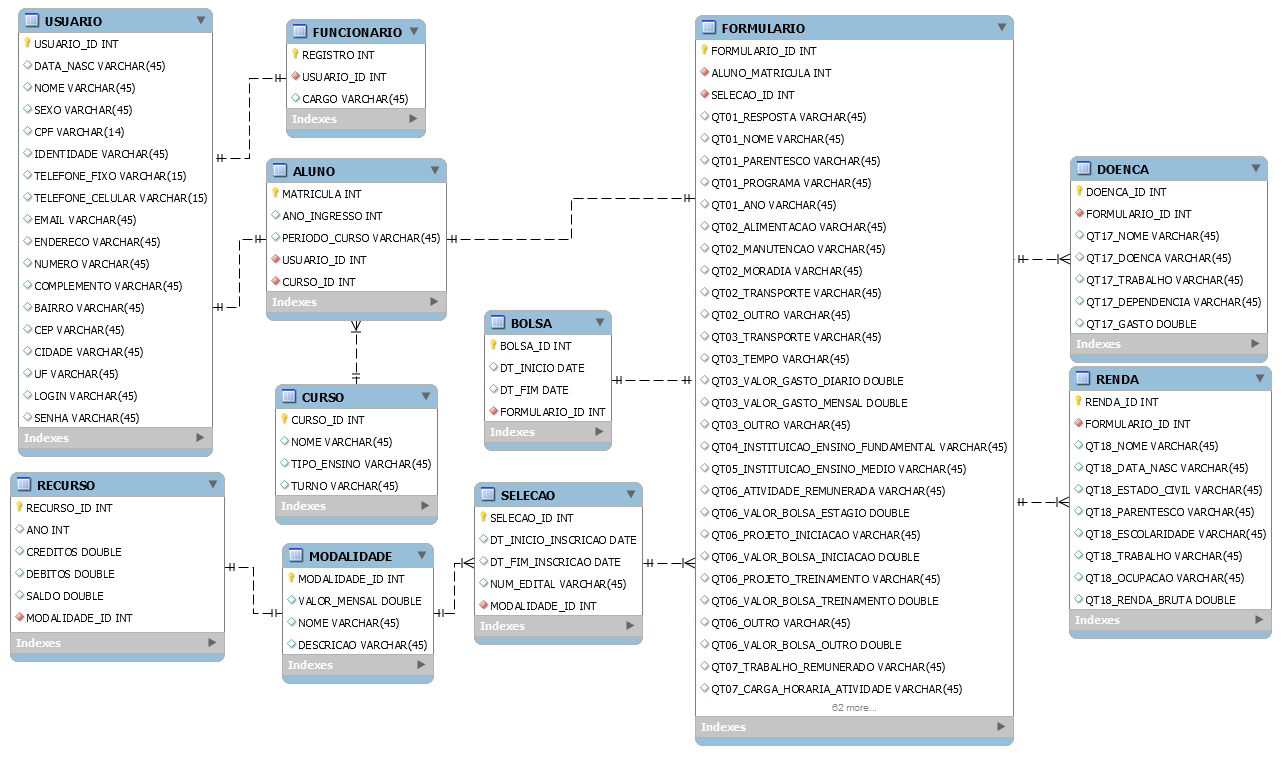 USUARIO
USUARIO_ID INT
DATA_NASC VARCHAR(45)
NOME VARCHAR(45)
SEXO VARCHAR(45)
CPF VARCHAR(14)
IDENTIDADE VARCHAR(45)
TELEFONE_FIXO VARCHAR(15)
TELEFONE_CELULAR VARCHAR(15)
EMAIL VARCHAR(45)
ENDERECO VARCHAR(45)
NUMERO VARCHAR(45)
COMPLEMENTO VARCHAR(45)
BAIRRO VARCHAR(45)
CEP VARCHAR(45)
CIDADE VARCHAR(45)
UF VARCHAR(45)
LOGIN VARCHAR(45)
SENHA VARCHAR(45)
Indexes
RECURSO
RECURSO_ID INT
ANO INT
CREDITOS DOUBLE
DEBITOS DOUBLE
SALDO DOUBLE
MODALIDADE_ID INT
Indexes
FUNCIONARIO
REGISTRO INT
USUARIO_ID INT
CARGO VARCHAR(45)
Indexes
ALUNO
MATRICULA INT
ANO_INGRESSO INT
PERIODO_CURSO VARCHAR(45)
USUARIO_ID INT
CURSO_ID INT
Indexes
CURSO
CURSO_ID INT
NOME VARCHAR(45)
TIPO_ENSINO VARCHAR(45)
TURNO VARCHAR(45)
Indexes
MODALIDADE
MODALIDADE_ID INT
VALOR_MENSAL DOUBLE
NOME VARCHAR(45)
DESCRICAO VARCHAR(45)
Indexes
BOLSA
BOLSA_ID INT
DT_INICIO DATE
DT_FIM DATE
FORMULARIO_ID INT
Indexes
SELECAO
SELECAO_ID INT
DT_INICIO_INSCRICAO DATE
DT_FIM_INSCRICAO DATE
NUM_EDITAL VARCHAR(45)
MODALIDADE_ID INT
Indexes
FORMULARIO
FORMULARIO_ID INT
ALUNO_MATRICULA INT
SELECAO_ID INT
QT01_RESPOSTA VARCHAR(45)
QT01_NOME VARCHAR(45)
QT01_PARENTESCO VARCHAR(45)
QT01_PROGRAMA VARCHAR(45)
QT01_ANO VARCHAR(45)
QT02_ALIMENTACAO VARCHAR(45)
QT02_MANUTENCAO VARCHAR(45)
QT02_MORADIA VARCHAR(45)
QT02_TRANSPORTE VARCHAR(45)
QT02_OUTRO VARCHAR(45)
QT03_TRANSPORTE VARCHAR(45)
QT03_TEMPO VARCHAR(45)
QT03_VALOR_GASTO_DIARIO DOUBLE
QT03_VALOR_GASTO_MENSAL DOUBLE
QT03_OUTRO VARCHAR(45)
QT04_INSTITUICAO_ENSINO_FUNDAMENTAL VARCHAR(45)
QT05_INSTITUICAO_ENSINO_MEDIO VARCHAR(45)
QT06_ATIVIDADE_REMUNERADA VARCHAR(45)
QT06_VALOR_BOLSA_ESTAGIO DOUBLE
QT06_PROJETO_INICIACAO VARCHAR(45)
QT06_VALOR_BOLSA_INICIACAO DOUBLE
QT06_PROJETO_TREINAMENTO VARCHAR(45)
QT06_VALOR_BOLSA_TREINAMENTO DOUBLE
QT06_OUTRO VARCHAR(45)
QT06_VALOR_BOLSA_OUTRO DOUBLE
QT07_TRABALHO_REMUNERADO VARCHAR(45)
QT07_CARGA_HORARIA_ATIVIDADE VARCHAR(45)
62 more...
Indexes
DOENCA
DOENCA_ID INT
FORMULARIO_ID INT
QT17_NOME VARCHAR(45)
QT17_DOENCA VARCHAR(45)
QT17_TRABALHO VARCHAR(45)
QT17_DEPENDENCIA VARCHAR(45)
QT17_GASTO DOUBLE
Indexes
RENDA
RENDA_ID INT
FORMULARIO_ID INT
QT18_NOME VARCHAR(45)
QT18_DATA_NASC VARCHAR(45)
QT18_ESTADO_CIVIL VARCHAR(45)
QT18_PARENTESCO VARCHAR(45)
QT18_ESCOLARIDADE VARCHAR(45)
QT18_TRABALHO VARCHAR(45)
QT18_OCUPACAO VARCHAR(45)
QT18_RENDA_BRUTA DOUBLE
Indexes